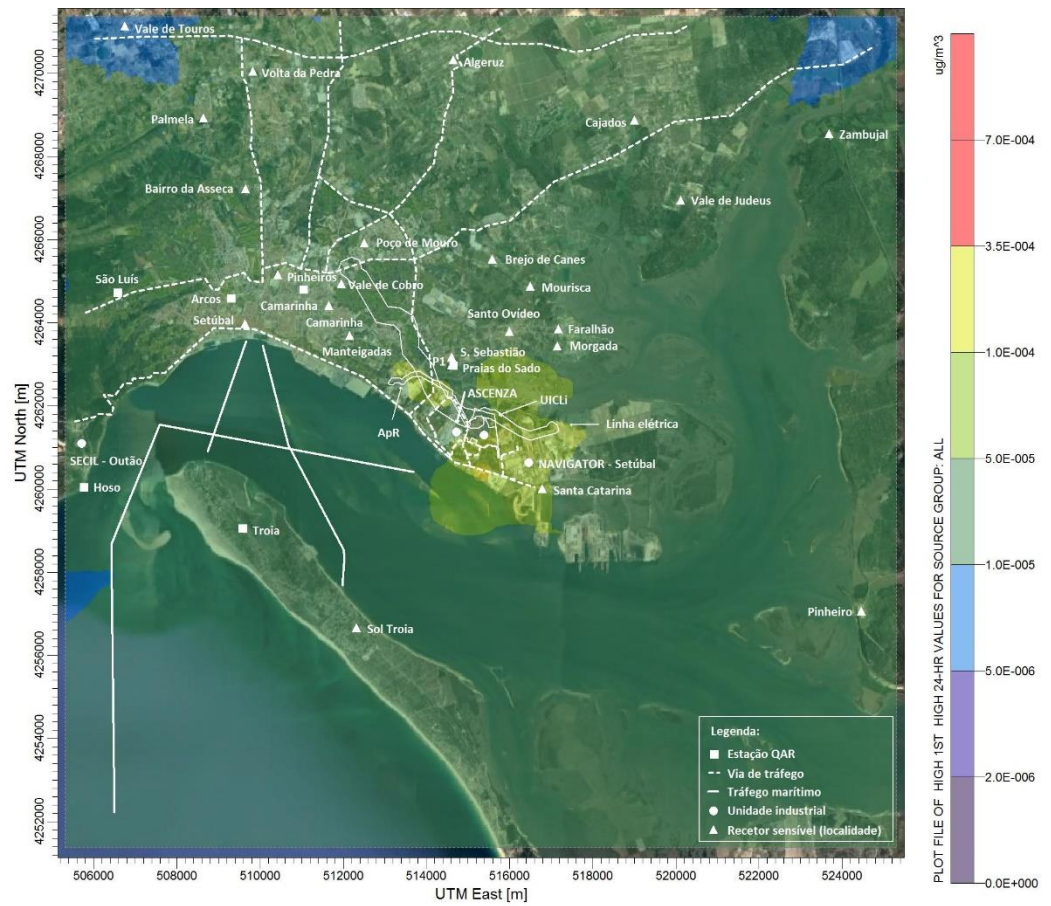 Vale de Touros
Volta da Pedra
Algeruz
Palmela
Cajados
Zambujal
Bairro da Asseca
Vale de Judeus
Poço de Mouro
Brejo de Canes
São Luís
Pinheiros
Vale de Cobro
Mourisca
Arcos
Camarinha
Camarinha
Santo Ovídeo
Setúbal
Faralhão
Manteigadas
Morgada
S. Sebastião
P1
Praias do Sado
ASCENZA
UICLi
ApR
Linha elétrica
SECIL - Outão
NAVIGATOR - Setúbal
Hoso
Santa Catarina
Troia
Pinheiro
Sol Troia
Legenda:
Estação QAR
Via de tráfego
Tráfego marítimo
Unidade industrial
Recetor sensível (localidade)
UTM North [m]
4270000
4268000
4266000
4264000
4262000
4260000
4258000
4256000
4254000
4252000
506000 508000 510000 512000 514000 516000 518000 520000 522000 524000
UTM East [m]
PLOT FILE OF HIGH 1ST HIGH 24-HR VALUES FOR SOURCE GROUP: ALL
ug/m^3
7.0E-004
3.5E-004
1.0E-004
5.0E-005
1.0E-005
5.0E-006
2.0E-006
0.0E+000